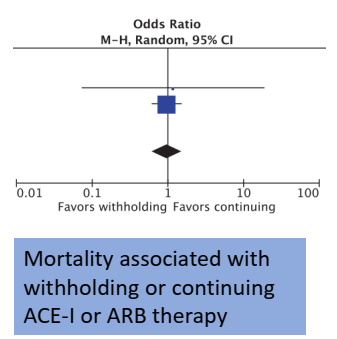 Odds Ratio
M-H, Random, 95% CI
0.01 0.1 1 10 100
Favors withholding Favors continuing
Mortality associated with
withholding or continuing
ACE-I or ARB therapy